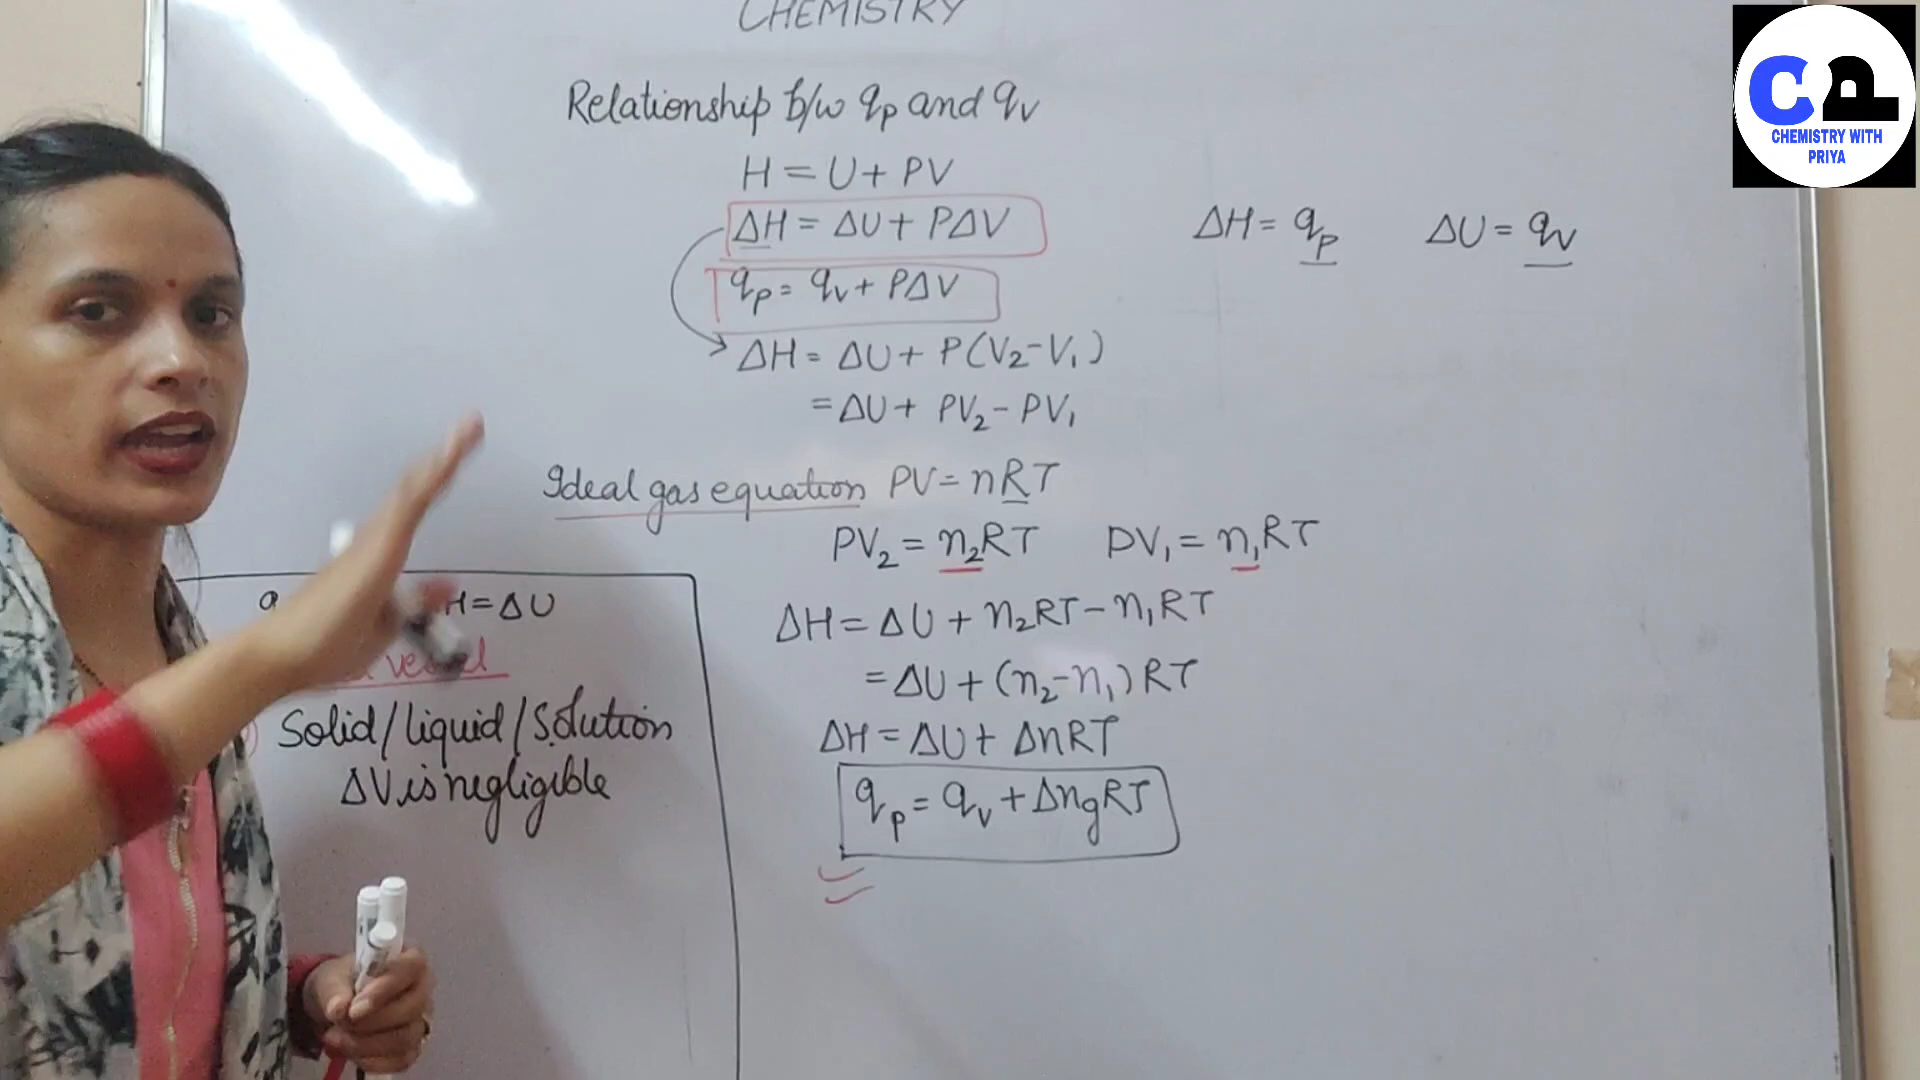 CHEMISTRY
CP
CHEMISTRY WITH
PRIYA
Relationship b/w qp and qv
H = U + PV
ΔH = ΔU + PΔV
ΔH = qp ΔU = qv
qp = qv + PΔV
ΔH = ΔU + P(V₂-V₁)
= ΔU + PV₂ - PV₁
Ideal gas equation PV = nRT
PV₂ = n₂RT PV₁ = n₁RT
ΔH = ΔU + n₂RT - n₁RT
= ΔU + (n₂-n₁)RT
ΔH = ΔU + ΔnRT
qp = qv + ΔngRT
H = ΔU
Solid/liquid/Solution
ΔV is negligible